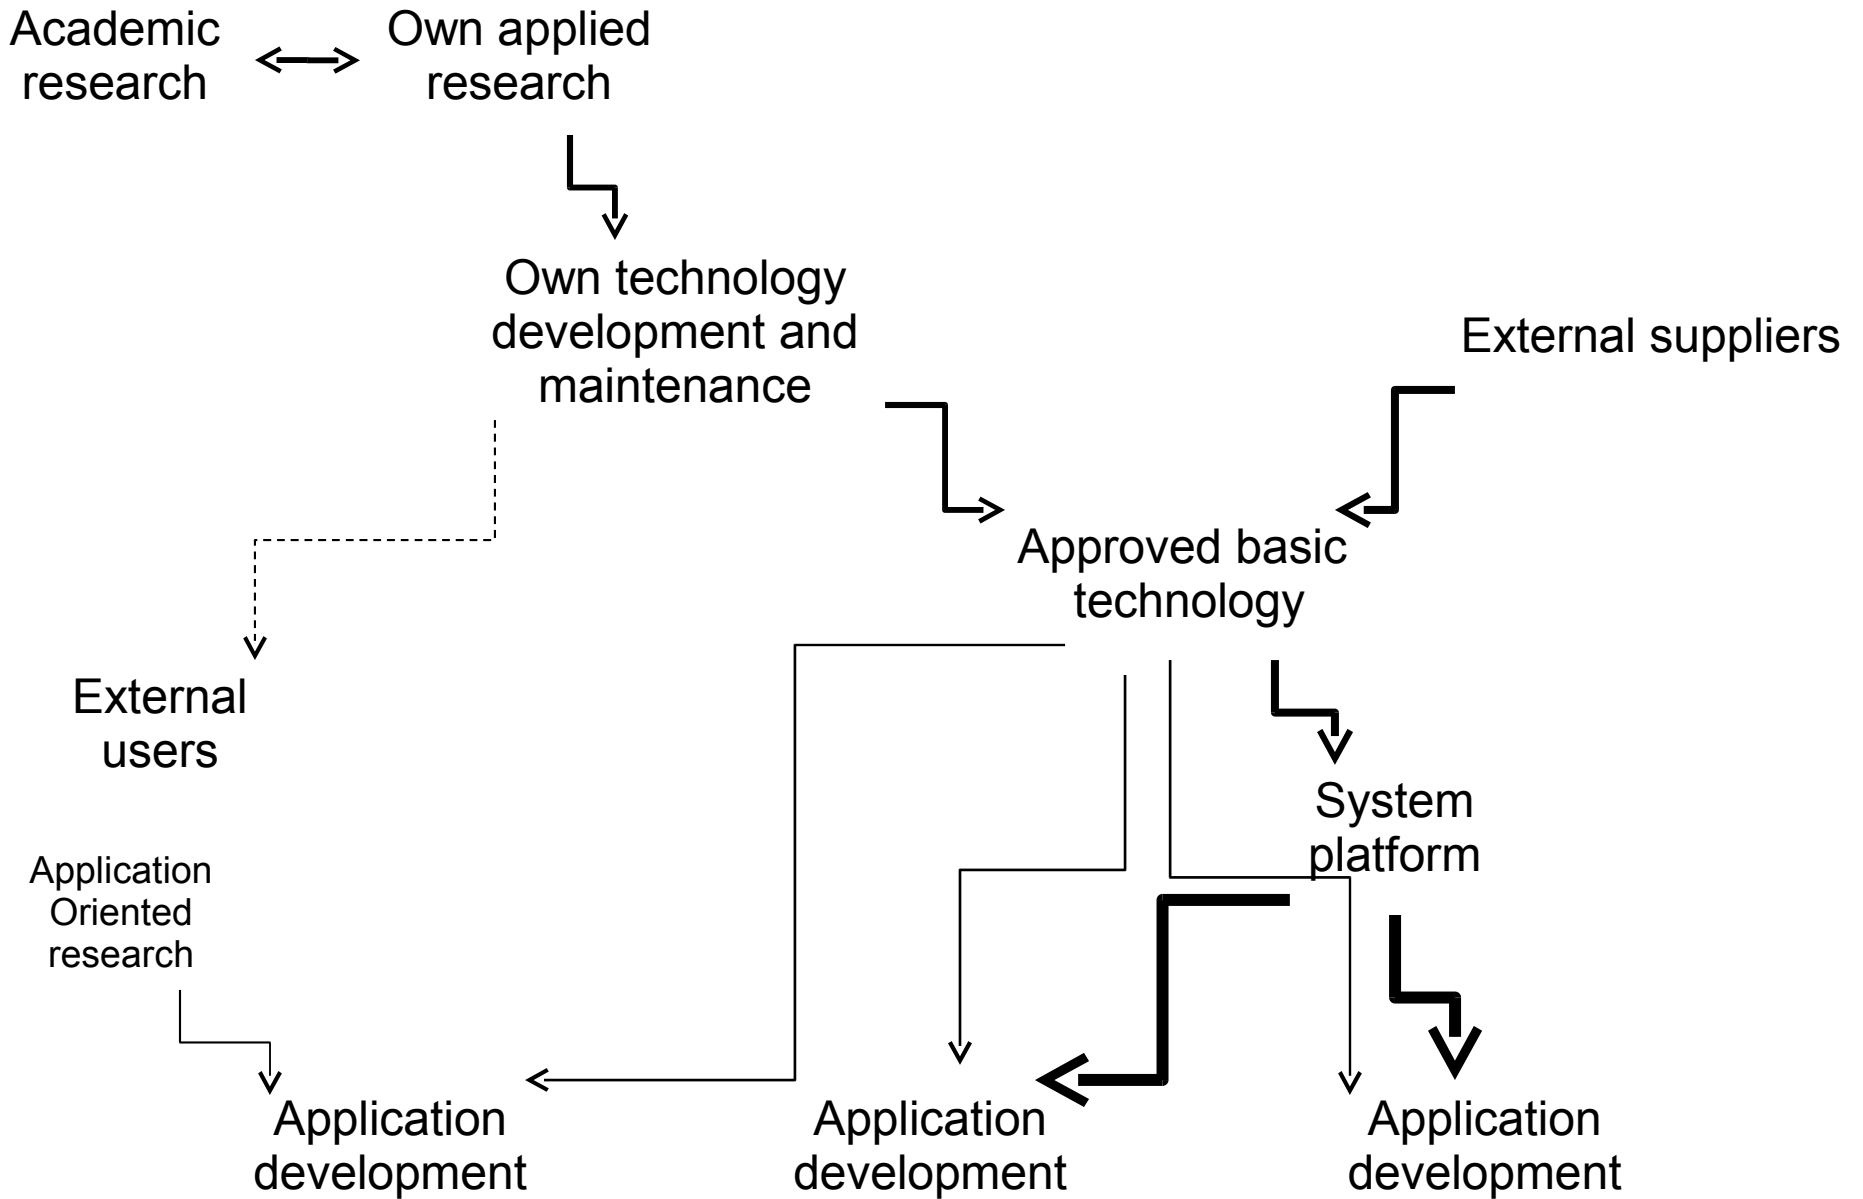 Academic
research
Own applied
research
Own technology
development and
maintenance
External suppliers
Approved basic
technology
External
users
System
platform
Application
Oriented
research
Application
development
Application
development
Application
development